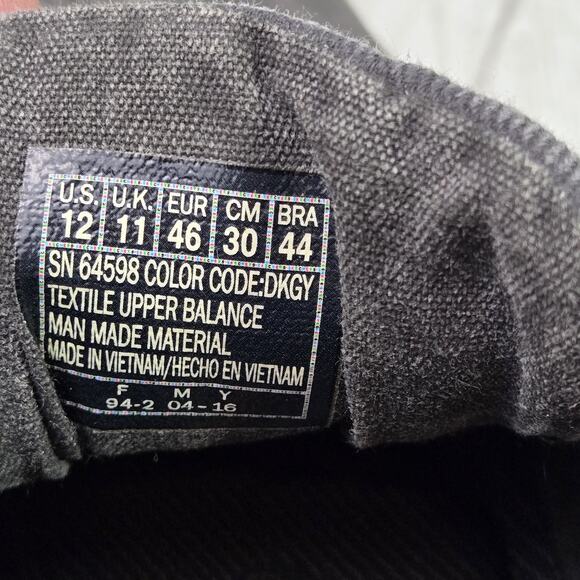 U.S. U.K. EUR CM BRA
12 11 46 30 44
SN 64598 COLOR CODE:DKGY
TEXTILE UPPER BALANCE
MAN MADE MATERIAL
MADE IN VIETNAM/HECHO EN VIETNAM
F M Y
94-2 04-16